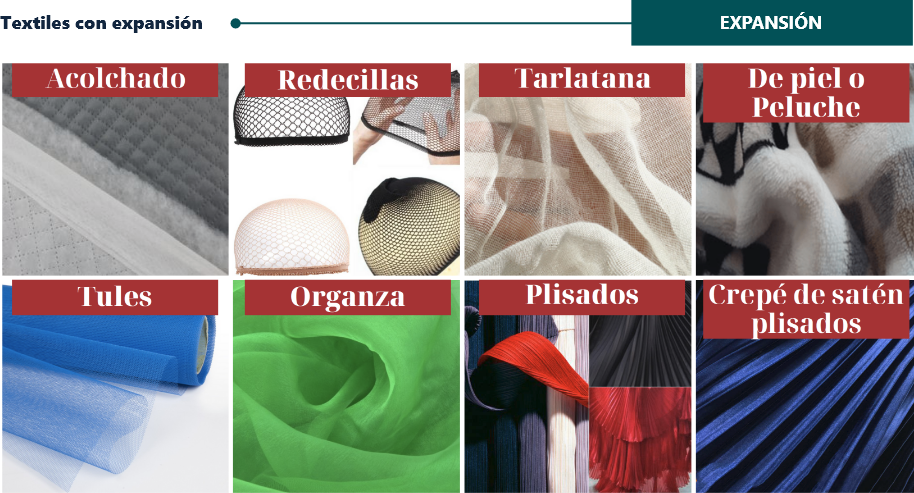 Textiles con expansión
EXPANSIÓN
Acolchado
Redecillas
Tarlatana
De piel o
Peluche
Tules
Organza
Plisados
Crepé de satén
plisados